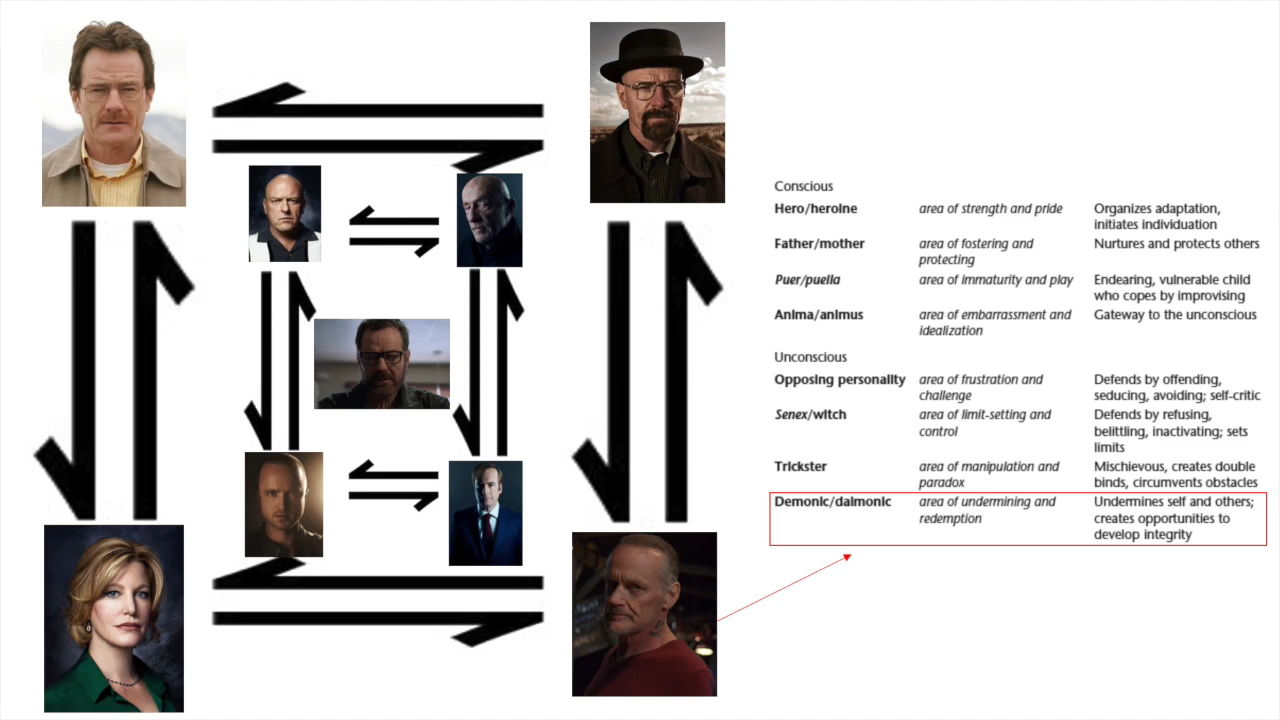 Conscious
Hero/heroine area of strength and pride Organizes adaptation,
initiates individuation
Father/mother area of fostering and Nurtures and protects others
protecting
Puer/puella area of immaturity and play Endearing, vulnerable child
who copes by improvising
Anima/animus area of embarrassment and Gateway to the unconscious
idealization
Unconscious
Opposing personality area of frustration and Defends by offending,
challenge seducing, avoiding; self-critic
Senex/witch area of limit-setting and Defends by refusing,
control belittling, inactivating; sets
limits
Trickster area of manipulation and Mischievous, creates double
paradox binds, circumvents obstacles
Demonic/daimonic area of undermining and Undermines self and others;
redemption creates opportunities to
develop integrity